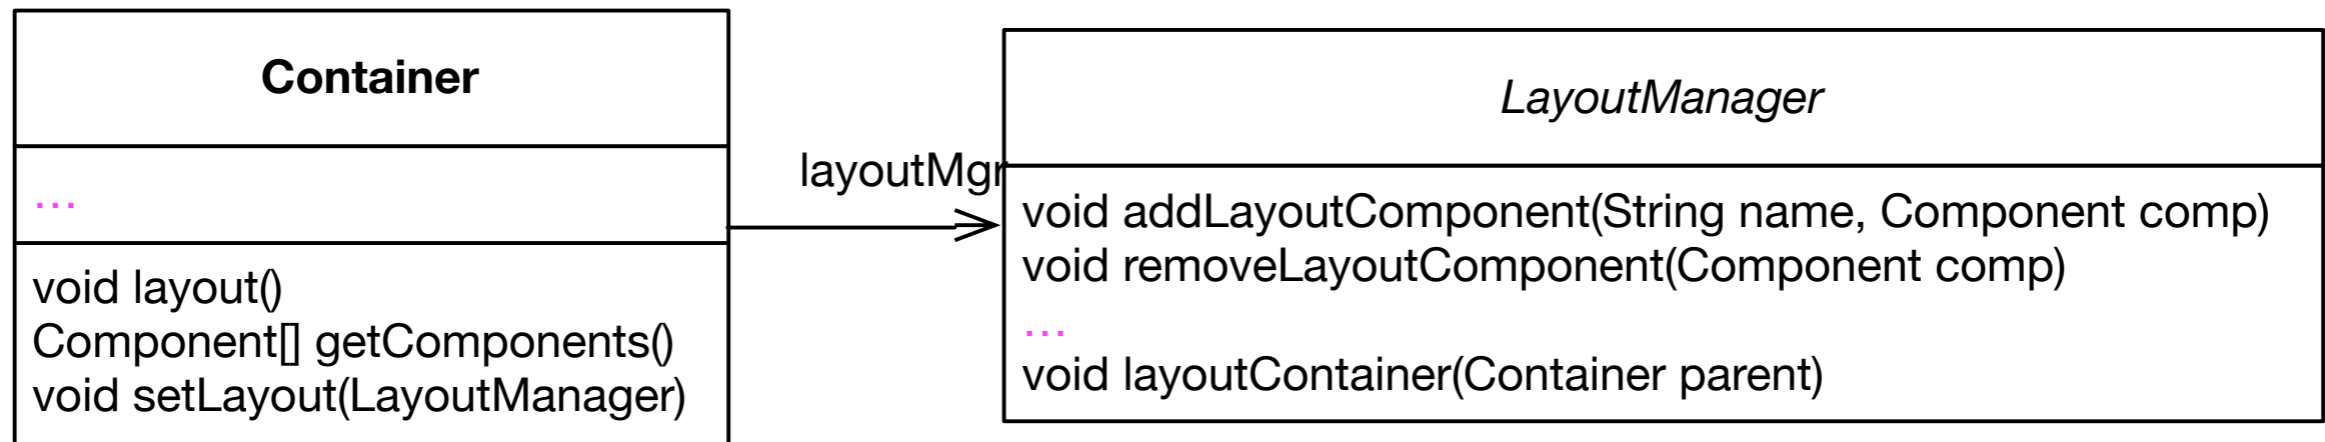 Container
...
void layout()
Component[] getComponents()
void setLayout(LayoutManager)
layoutMgr
LayoutManager
void addLayoutComponent(String name, Component comp)
void removeLayoutComponent(Component comp)
...
void layoutContainer(Container parent)